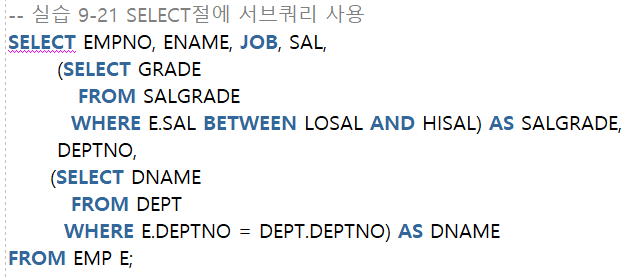 -- 실습 9-21 SELECT절에 서브쿼리 사용
SELECT EMPNO, ENAME, JOB, SAL,
(SELECT GRADE
FROM SALGRADE
WHERE E.SAL BETWEEN LOSAL AND HISAL) AS SALGRADE,
DEPTNO,
(SELECT DNAME
FROM DEPT
WHERE E.DEPTNO = DEPT.DEPTNO) AS DNAME
FROM EMP E;